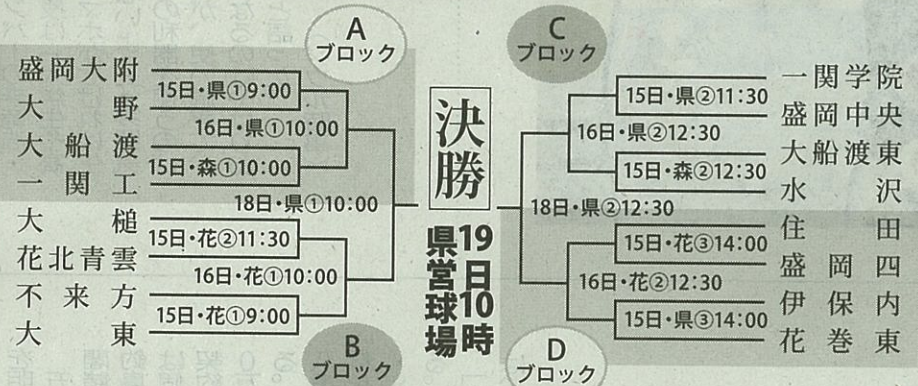 A
ブロック
盛岡大附
15日・県①9:00
大野
16日・県①10:00
大船渡
15日・森①10:00
一関工
18日・県①10:00
大槌
15日・花②11:30
花北青雲
16日・花①10:00
不来方
15日・花①9:00
大東
B
ブロック
決勝
19日10時
県営球場
C
ブロック
一関学院
15日・県②11:30
盛岡中央
16日・県②12:30
大船渡東
15日・森②12:30
水沢
18日・県②12:30
住田
15日・花③14:00
盛岡四
16日・花②12:30
伊保内
15日・県③14:00
花巻東
D
ブロック